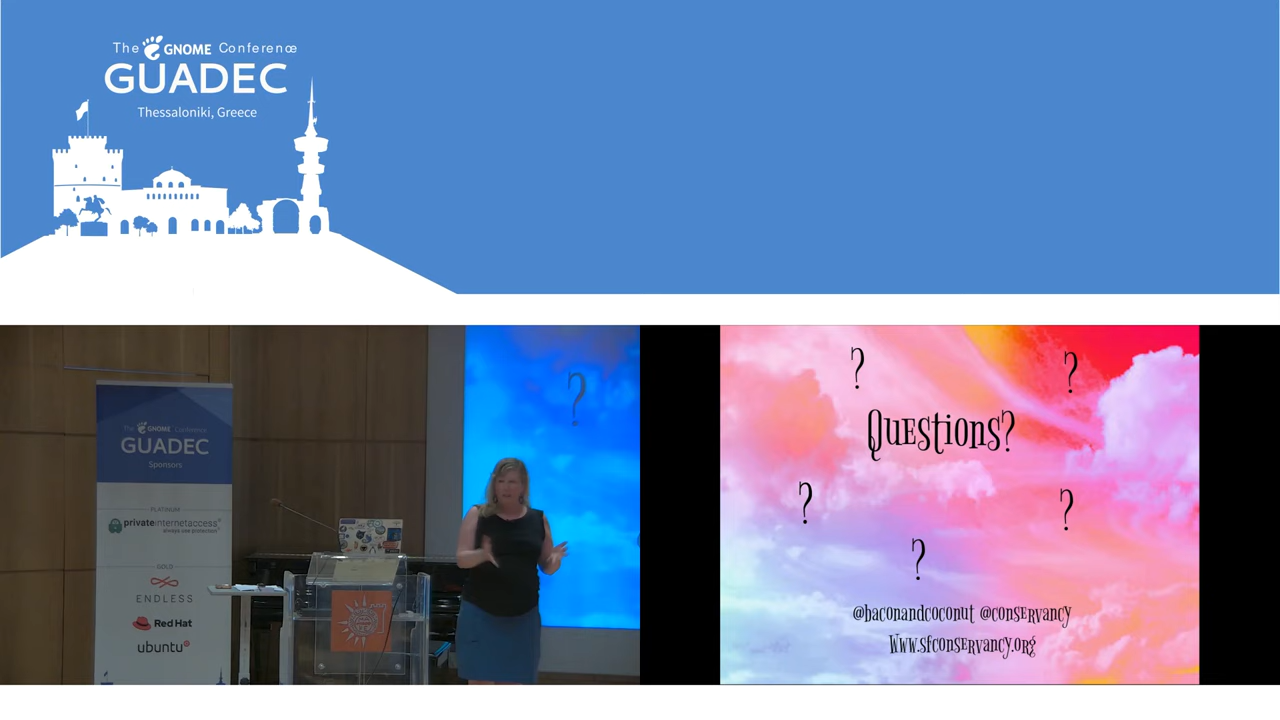 The GNOME Conference
GUADEC
Thessaloniki, Greece
The GNOME Conference
GUADEC
Sponsors
PLATINUM
privateinternetaccess®
always use protection®
GOLD
ENDLESS
Red Hat
ubuntu®
?
? ?
Questions?
? ?
?
@baconandcoconut @conservancy
www.sfconservancy.org